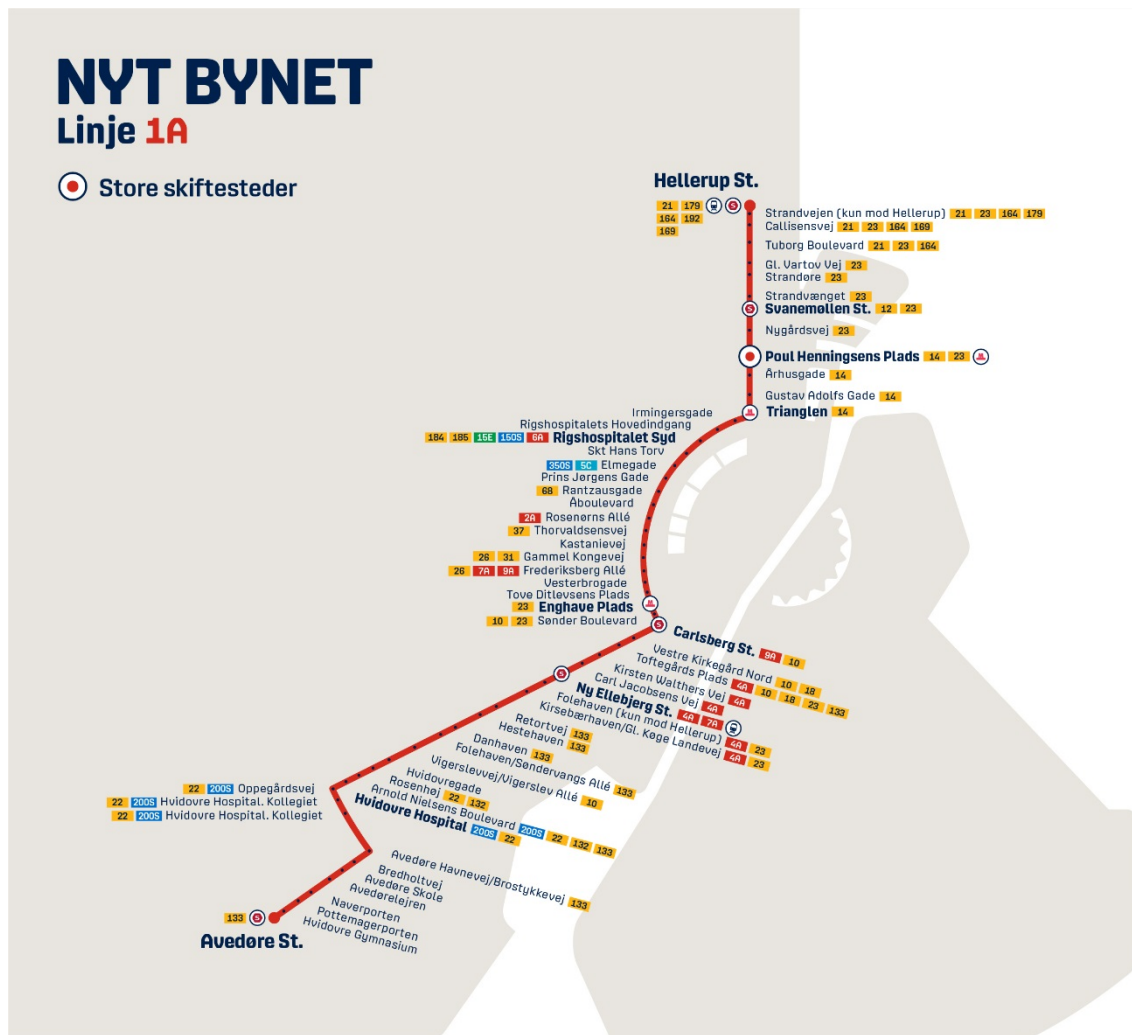 NYT BYNET
Linje 1A
Store skiftesteder
Hellerup St.
21 179
164 192
169
Strandvejen (kun mod Hellerup) 21 23 164 179
Callisensvej 21 23 164 169
Tuborg Boulevard 21 23 164
Gl. Vartov Vej 23
Strandøre 23
Strandvænget 23
Svanemøllen St. 12 23
Nygårdsvej 23
Poul Henningsens Plads 14 23
Århusgade 14
Gustav Adolfs Gade 14
Trianglen 14
Irmingersgade
Rigshospitalets Hovedindgang
184 185 15E 150S 6A Rigshospitalet Syd
Skt Hans Torv
350S 5C Elmegade
Prins Jørgens Gade
68 Rantzausgade
Åboulevard
2A Rosenørns Allé
37 Thorvaldsensvej
Kastanievej
26 31 Gammel Kongevej
26 7A 9A Frederiksberg Allé
Vesterbrogade
Tove Ditlevsens Plads
23 Enghave Plads
10 23 Sønder Boulevard
Carlsberg St. 9A 10
Vestre Kirkegård Nord 10 18
Toftegårds Plads 4A 10 18 23 133
Kirsten Walthers Vej 4A
Carl Jacobsens Vej 4A
Ny Ellebjerg St. 4A 7A
Folehaven (kun mod Hellerup) 4A 23
Kirsebærhaven/Gl. Køge Landevej 4A 23
Retortvej 133
Hestehaven 133
Danhaven 133
Folehaven/Søndervangs Allé 133
Vigerslevvej/Vigerslev Allé 10
Hvidovregade
Rosenhøj 22 132
Arnold Nielsens Boulevard 200S 22 132 133
Hvidovre Hospital 200S 22
22 200S Oppegårdsvej
22 200S Hvidovre Hospital. Kollegiet
22 200S Hvidovre Hospital. Kollegiet
Avedøre Havnevej/Brostykkevej 133
Bredholtvej
Avedøre Skole
Avedørelejren
Naverporten
Pottemagerporten
Hvidovre Gymnasium
133
Avedøre St.